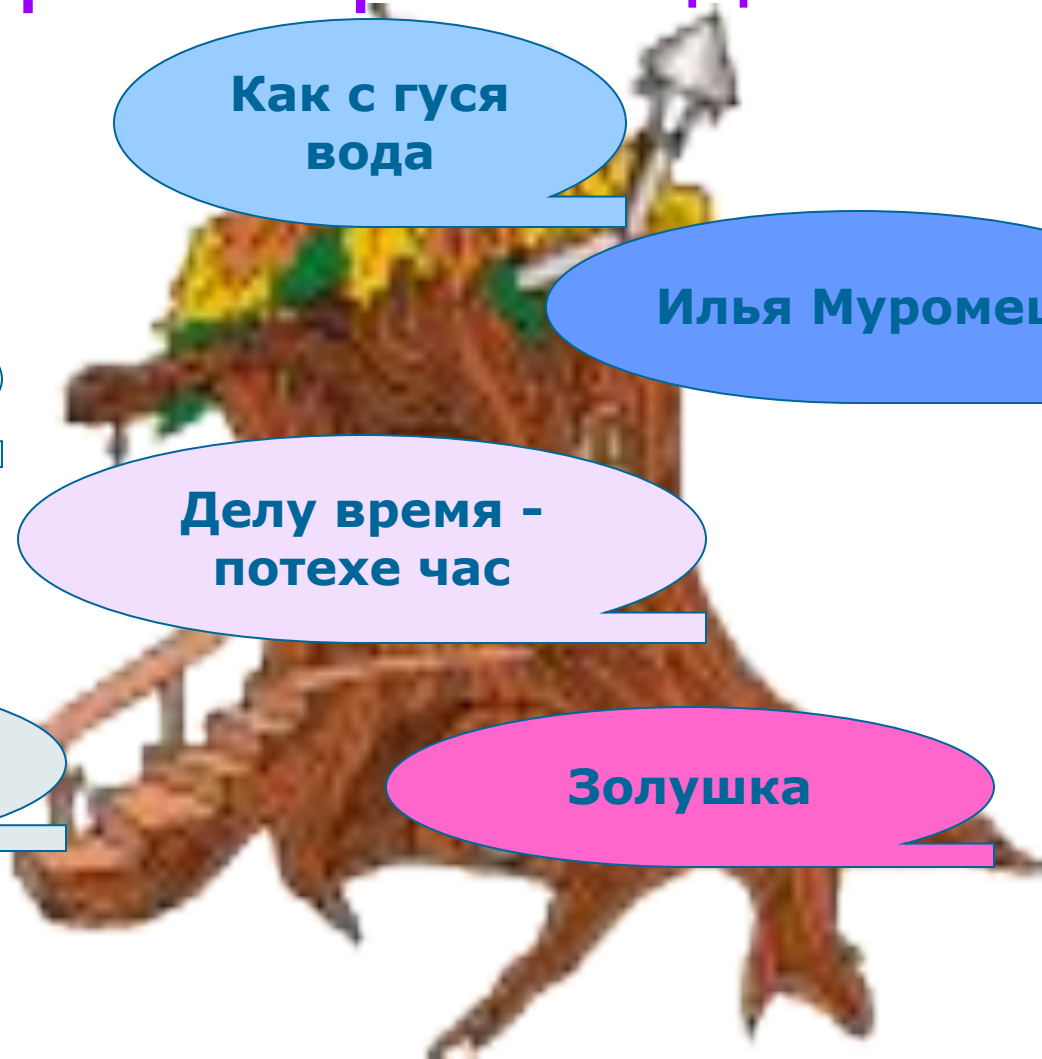 Как с гуся
вода
Илья Муромец
Делу время -
потехе час
Золушка